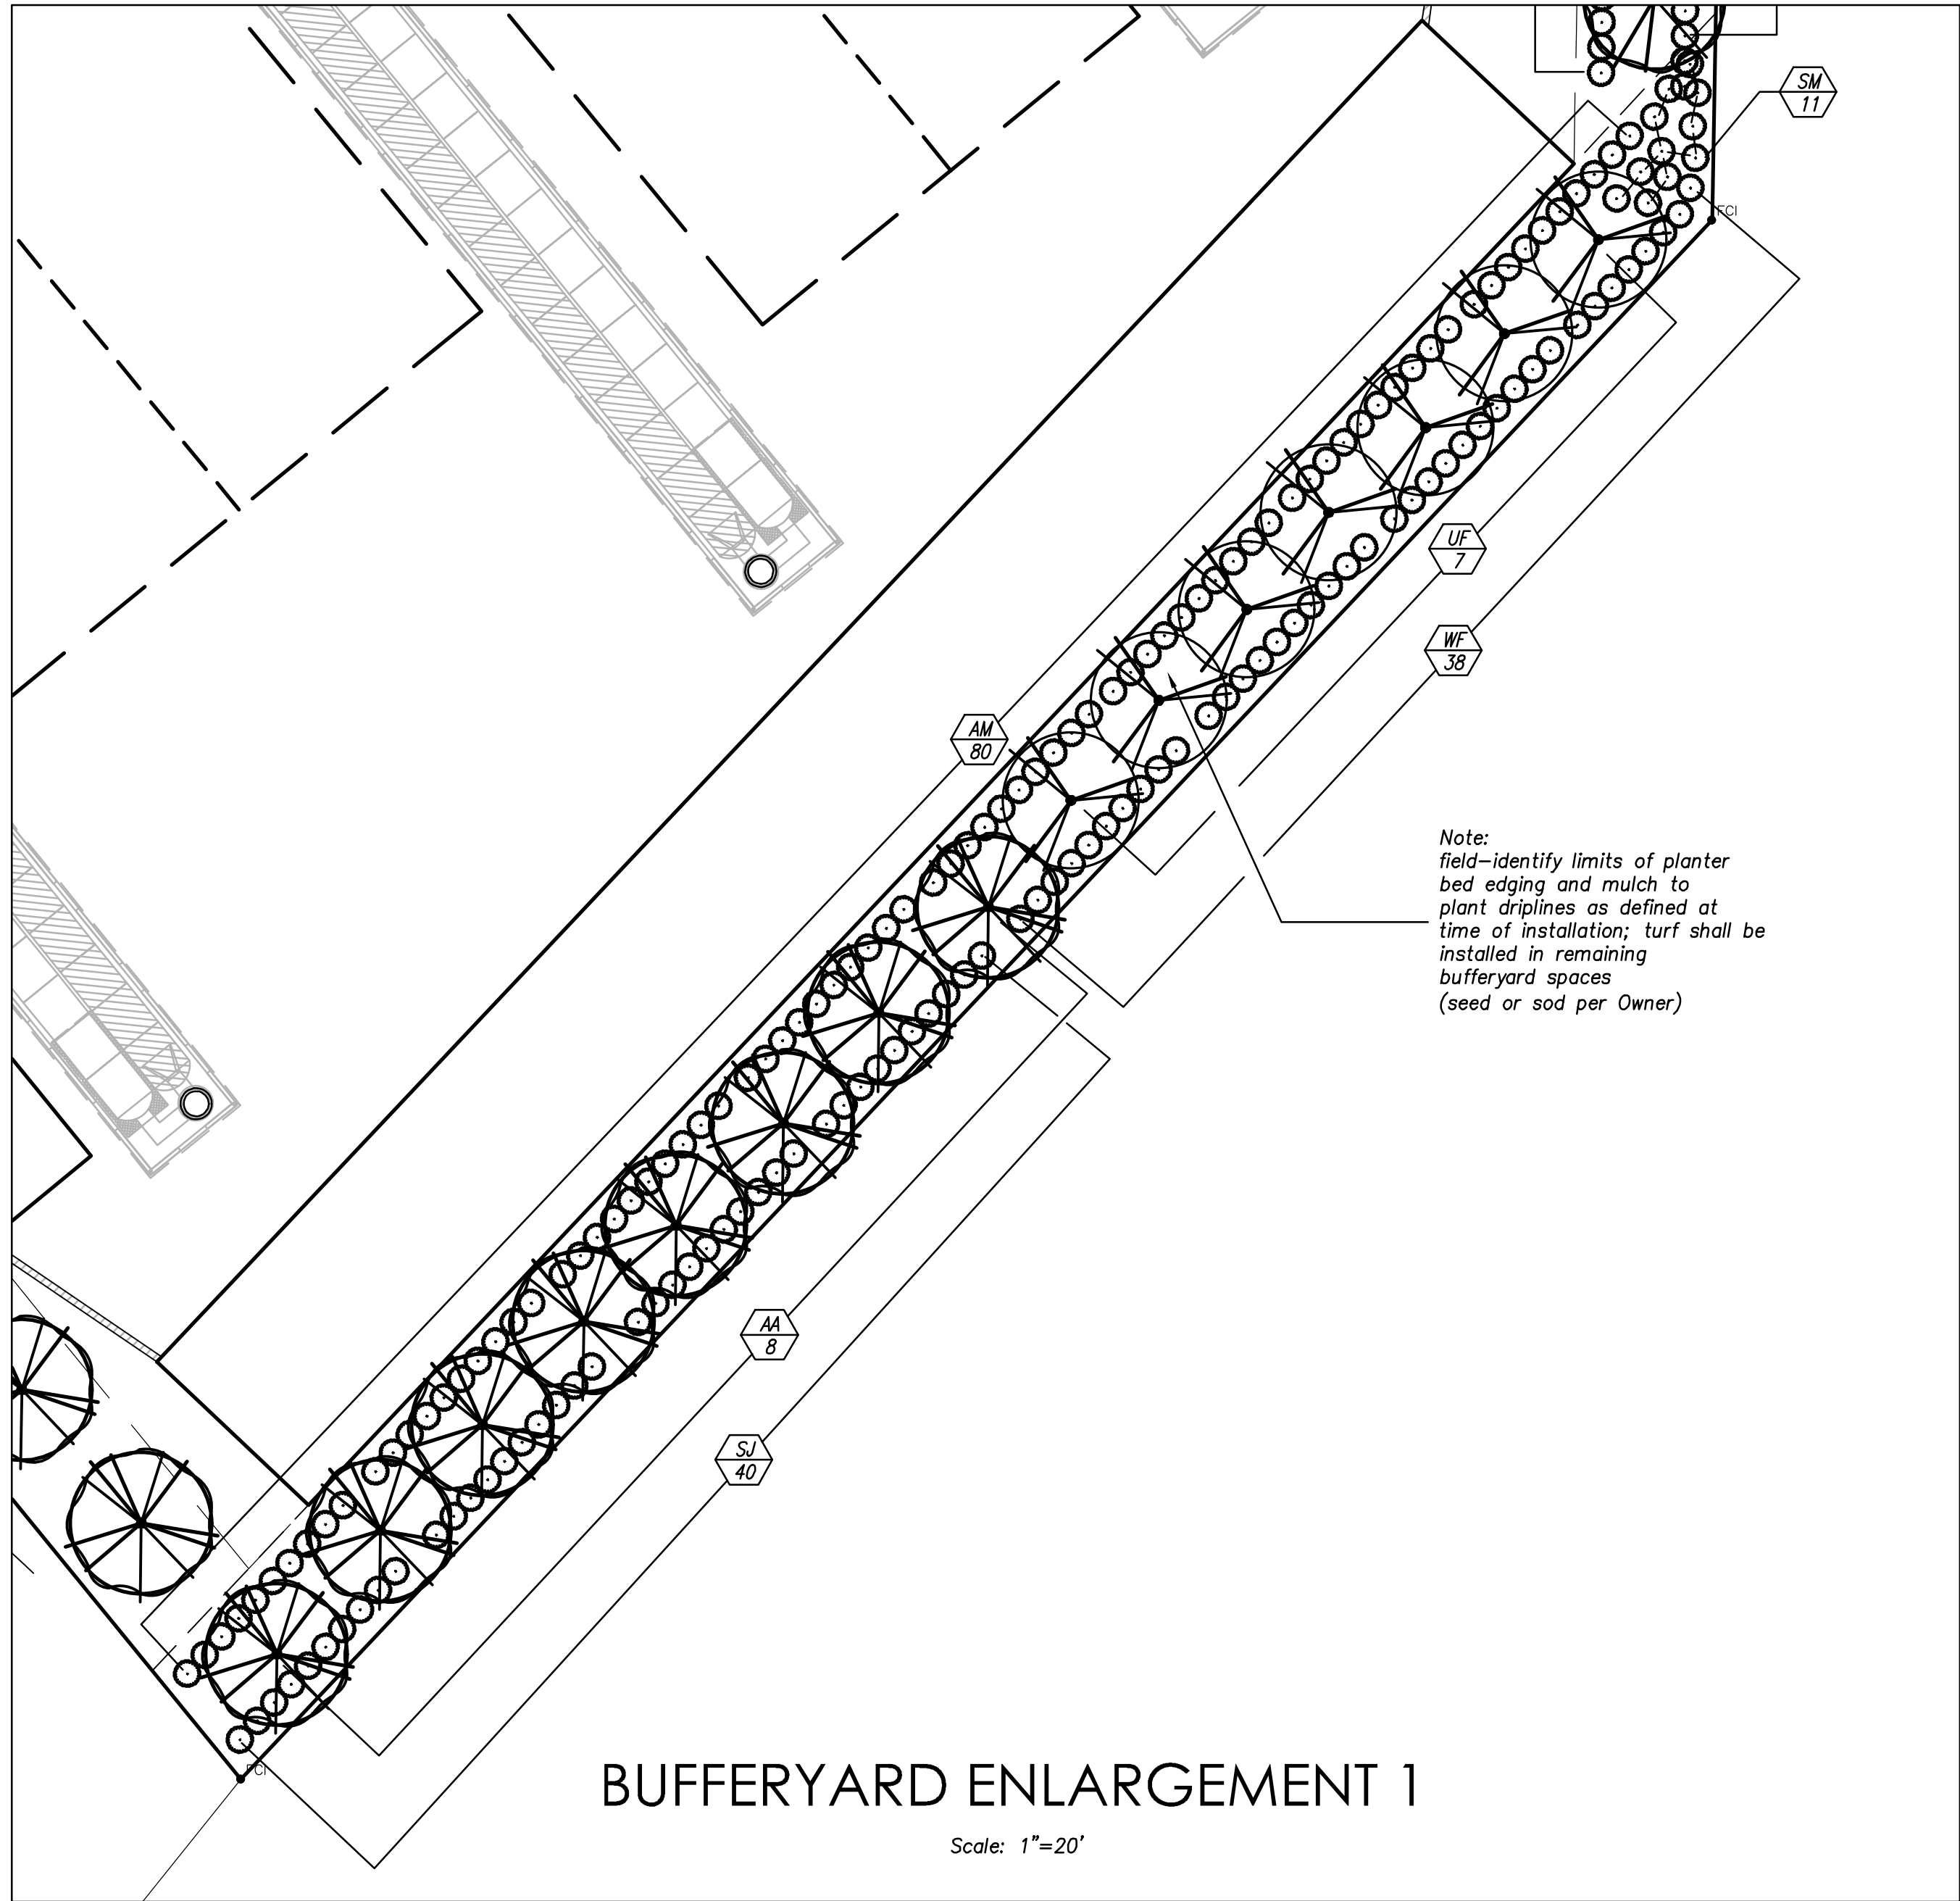 SM
11
FCI
UF
7
WF
38
AM
80
Note:
field-identify limits of planter
bed edging and mulch to
plant driplines as defined at
time of installation; turf shall be
installed in remaining
bufferyard spaces
(seed or sod per Owner)
AA
8
SJ
40
FCI
BUFFERYARD ENLARGEMENT 1
Scale: 1"=20'